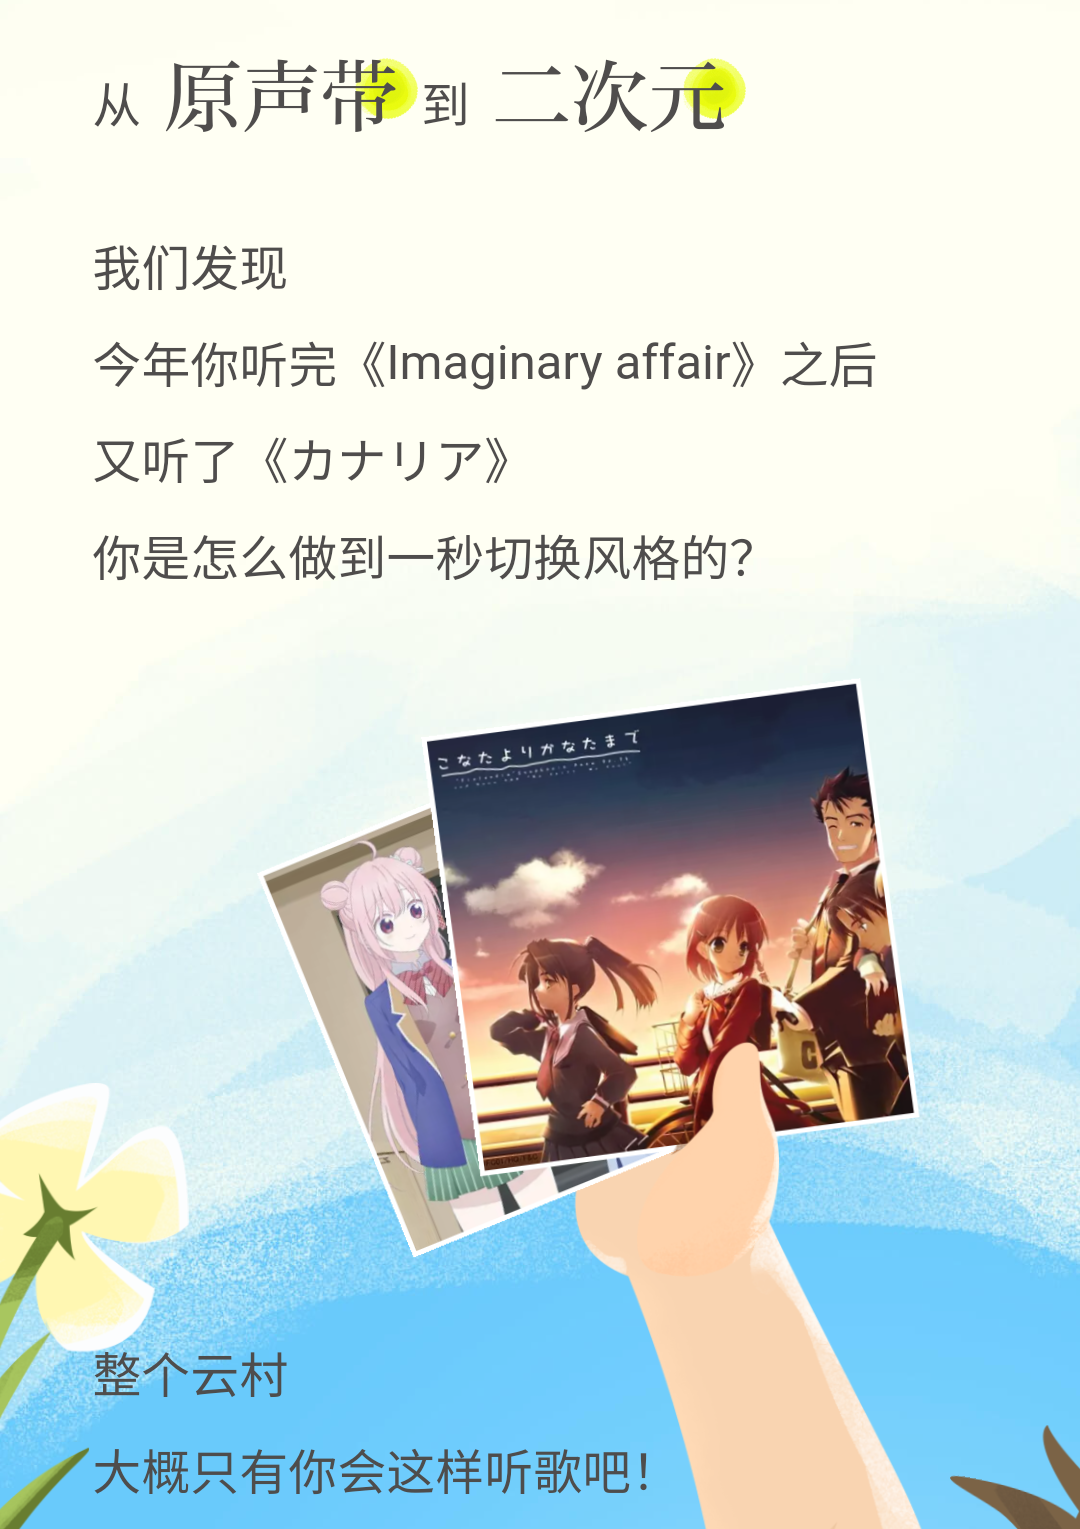 从 原声带 到 二次元
我们发现
今年你听完《Imaginary affair》之后
又听了《カナリア》
你是怎么做到一秒切换风格的？
こなたよりかなたまで
C
整个云村
大概只有你会这样听歌吧！